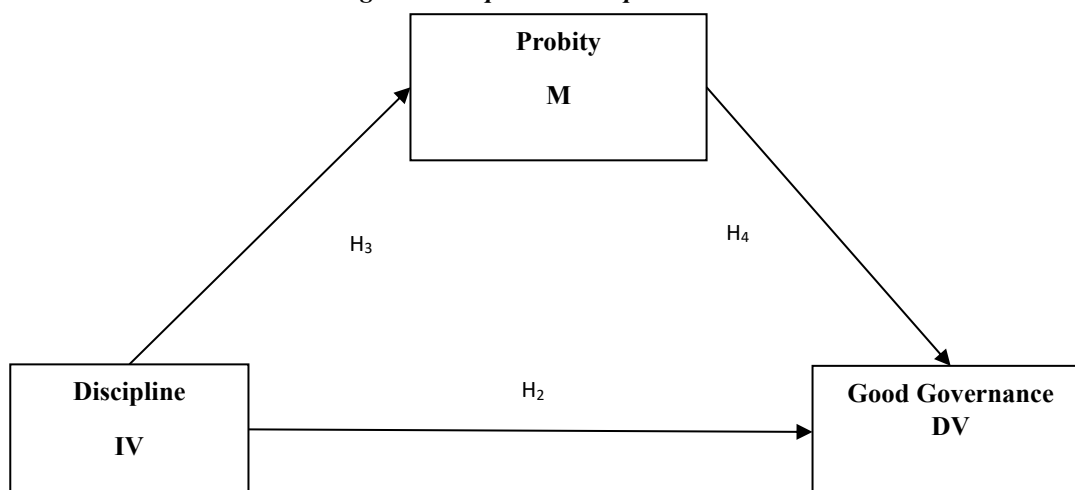 Probity
M
H₃
H₄
Discipline
IV
H₂
Good Governance
DV